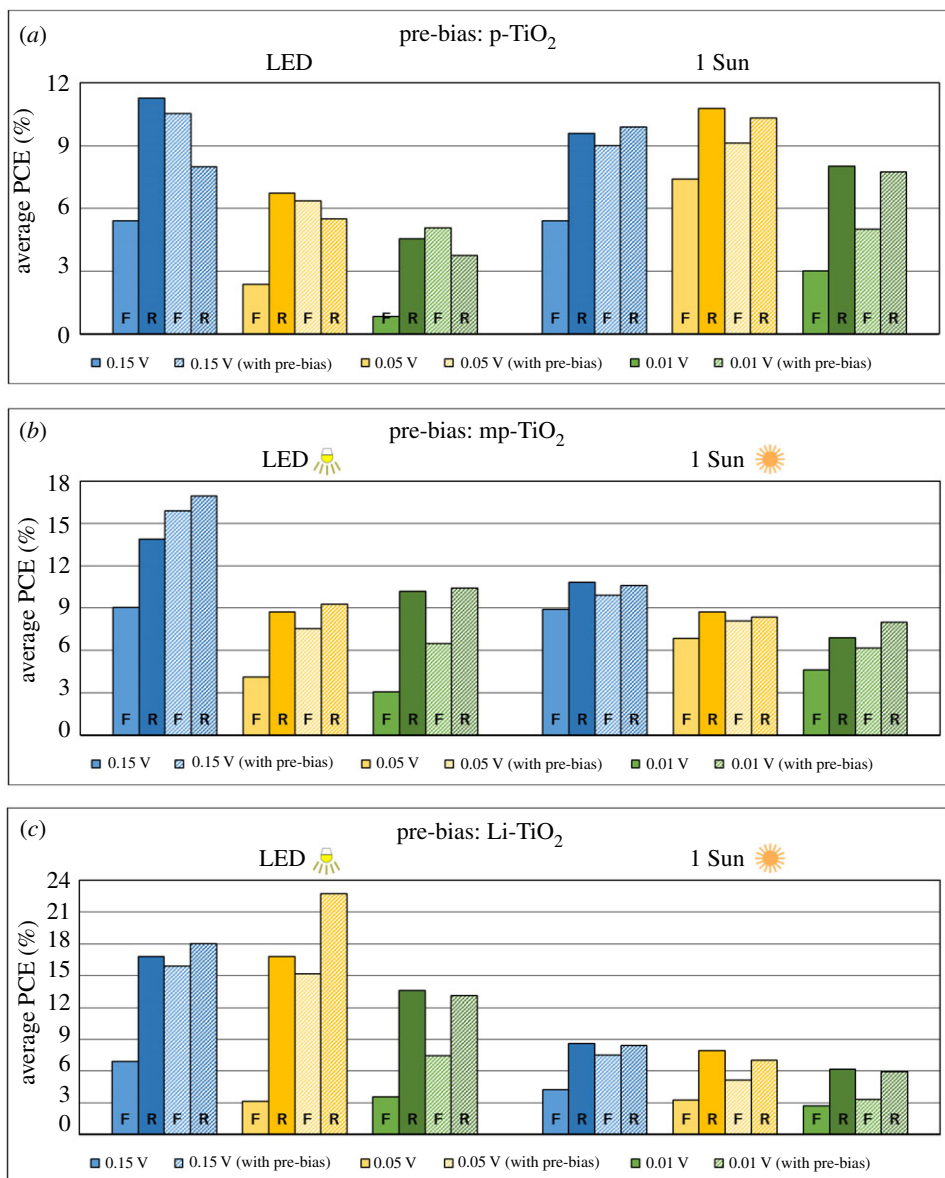 (a) pre-bias: p-TiO2
LED 1 Sun
average PCE (%)
12
9
6
3
0
F R F R F R F R F R F R F R F R F R F R F R F R
0.15 V 0.15 V (with pre-bias) 0.05 V 0.05 V (with pre-bias) 0.01 V 0.01 V (with pre-bias)
(b) pre-bias: mp-TiO2
LED 1 Sun
average PCE (%)
18
15
12
9
6
3
0
F R F R F R F R F R F R F R F R F R F R F R F R
0.15 V 0.15 V (with pre-bias) 0.05 V 0.05 V (with pre-bias) 0.01 V 0.01 V (with pre-bias)
(c) pre-bias: Li-TiO2
LED 1 Sun
average PCE (%)
24
21
18
15
12
9
6
3
0
F R F R F R F R F R F R F R F R F R F R F R F R
0.15 V 0.15 V (with pre-bias) 0.05 V 0.05 V (with pre-bias) 0.01 V 0.01 V (with pre-bias)